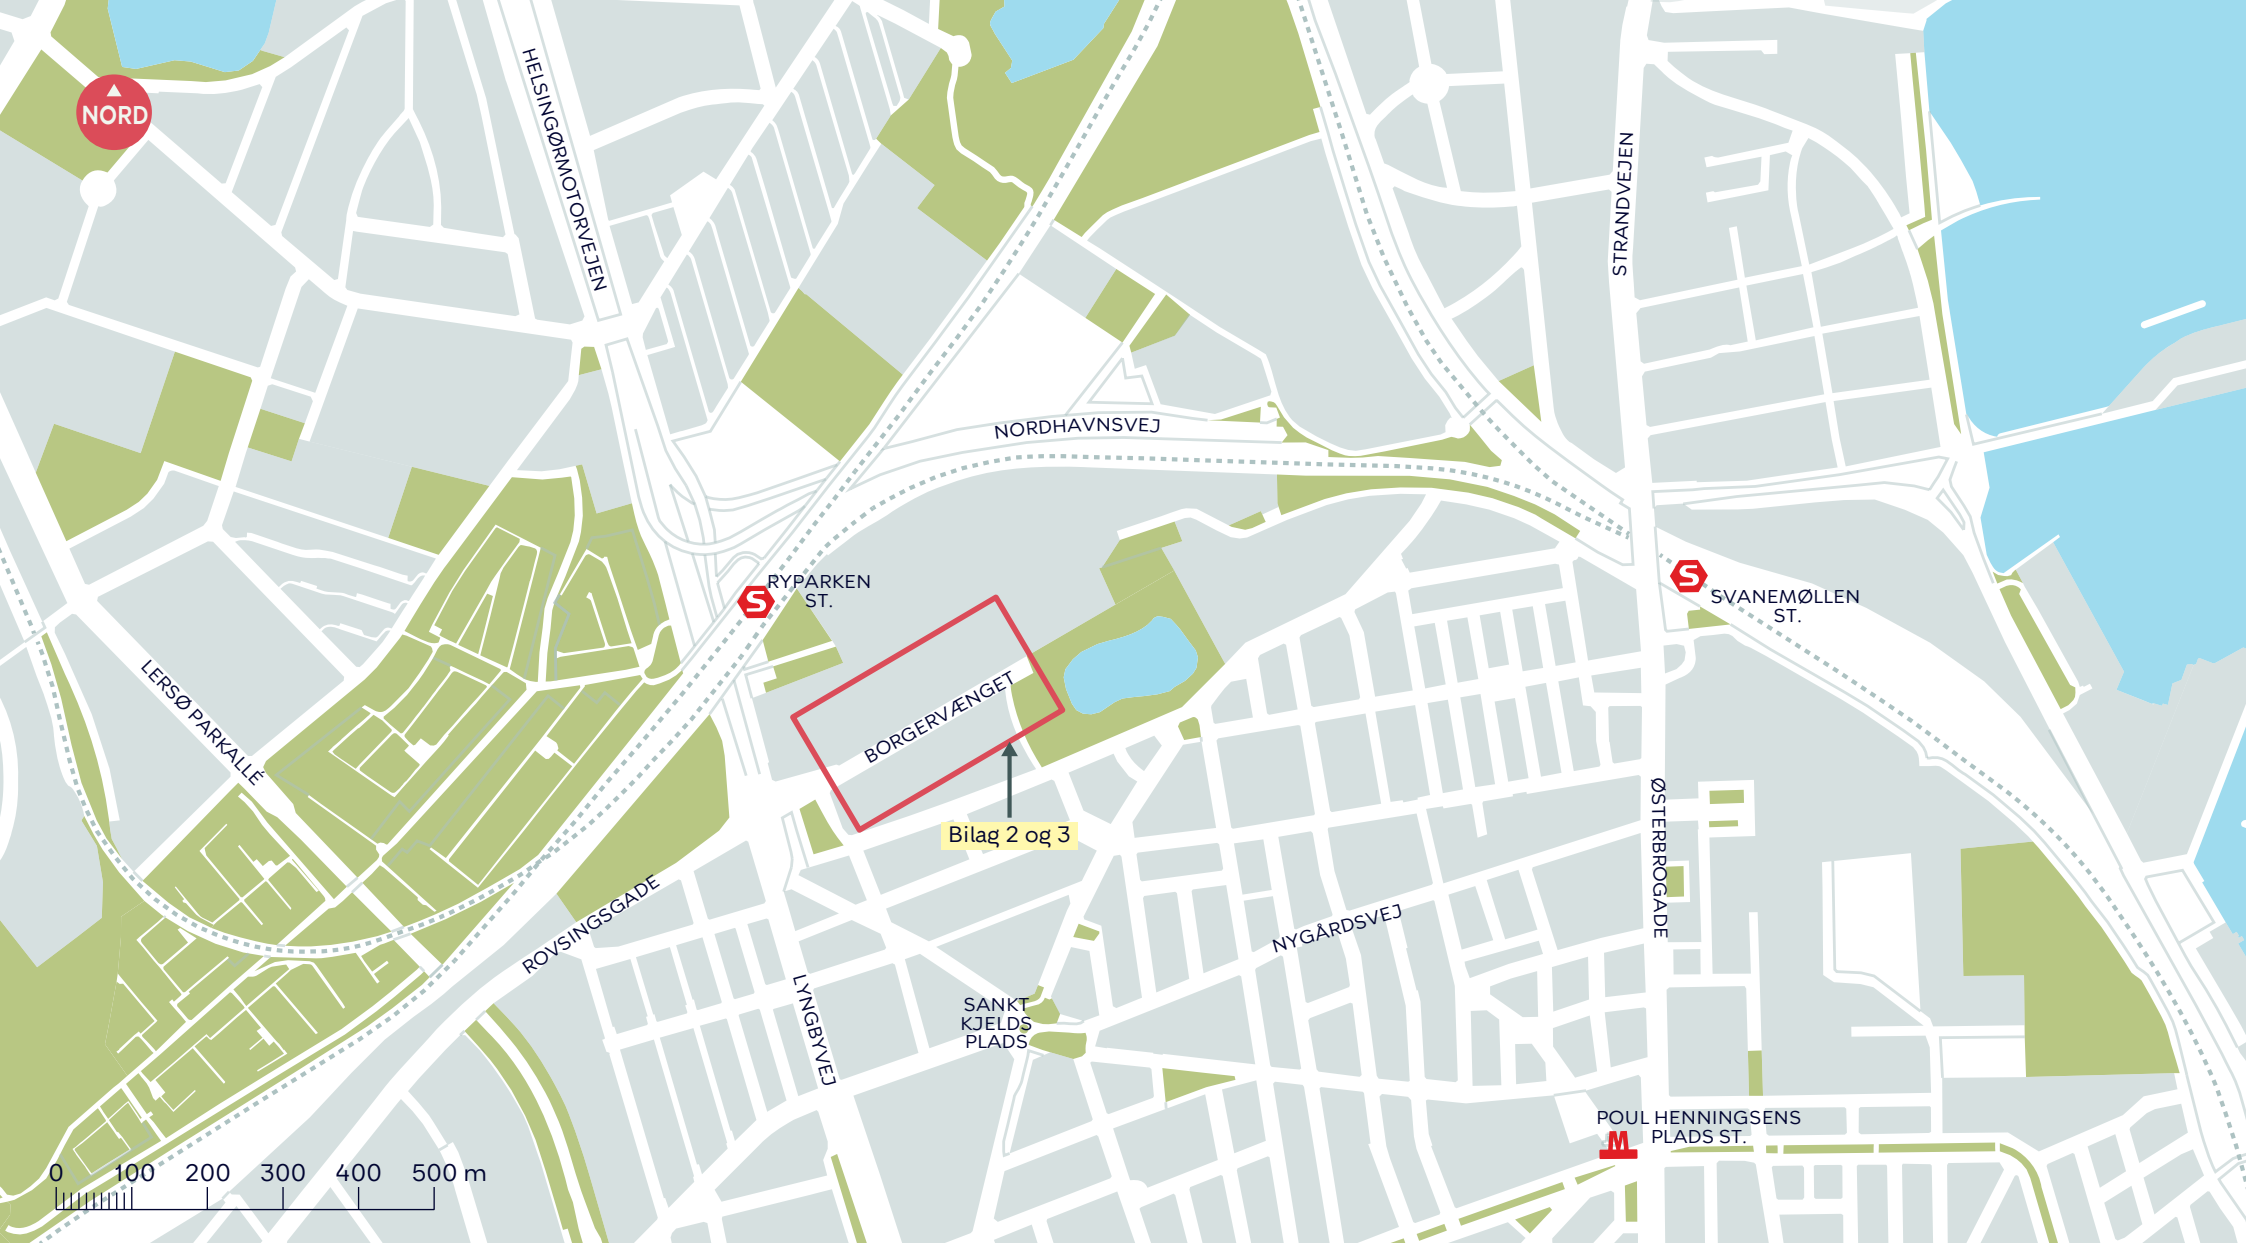 NORD
HELSINGØRMOTORVEJEN
STRANDVEJEN
NORDHAVNSVEJ
S
RYPARKEN
ST.
S
SVANEMØLLEN
ST.
LERSØ PARKALLÉ
BORGERVÆNGET
Bilag 2 og 3
ØSTERBROGADE
ROVSINGSGADE
NYGÅRDSVEJ
LYNGBYVEJ
SANKT
KJELDS
PLADS
POUL HENNINGSENS
PLADS ST.
M
0 100 200 300 400 500 m